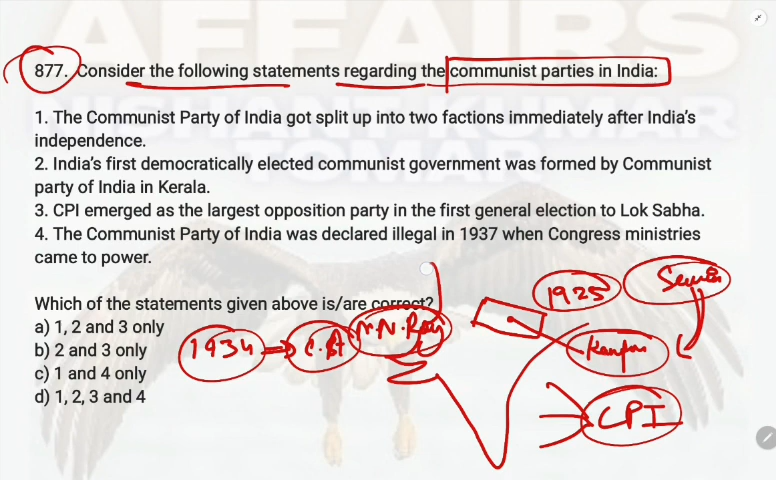 AFFAIRS
NISHANT KUMAR
TOMAR
877. Consider the following statements regarding the communist parties in India:
1. The Communist Party of India got split up into two factions immediately after India's
independence.
2. India's first democratically elected communist government was formed by Communist
party of India in Kerala.
3. CPI emerged as the largest opposition party in the first general election to Lok Sabha.
4. The Communist Party of India was declared illegal in 1937 when Congress ministries
came to power.
Which of the statements given above is/are correct?
a) 1, 2 and 3 only
b) 2 and 3 only
c) 1 and 4 only
d) 1, 2, 3 and 4
1925
1934
M.N. Roy
CPI